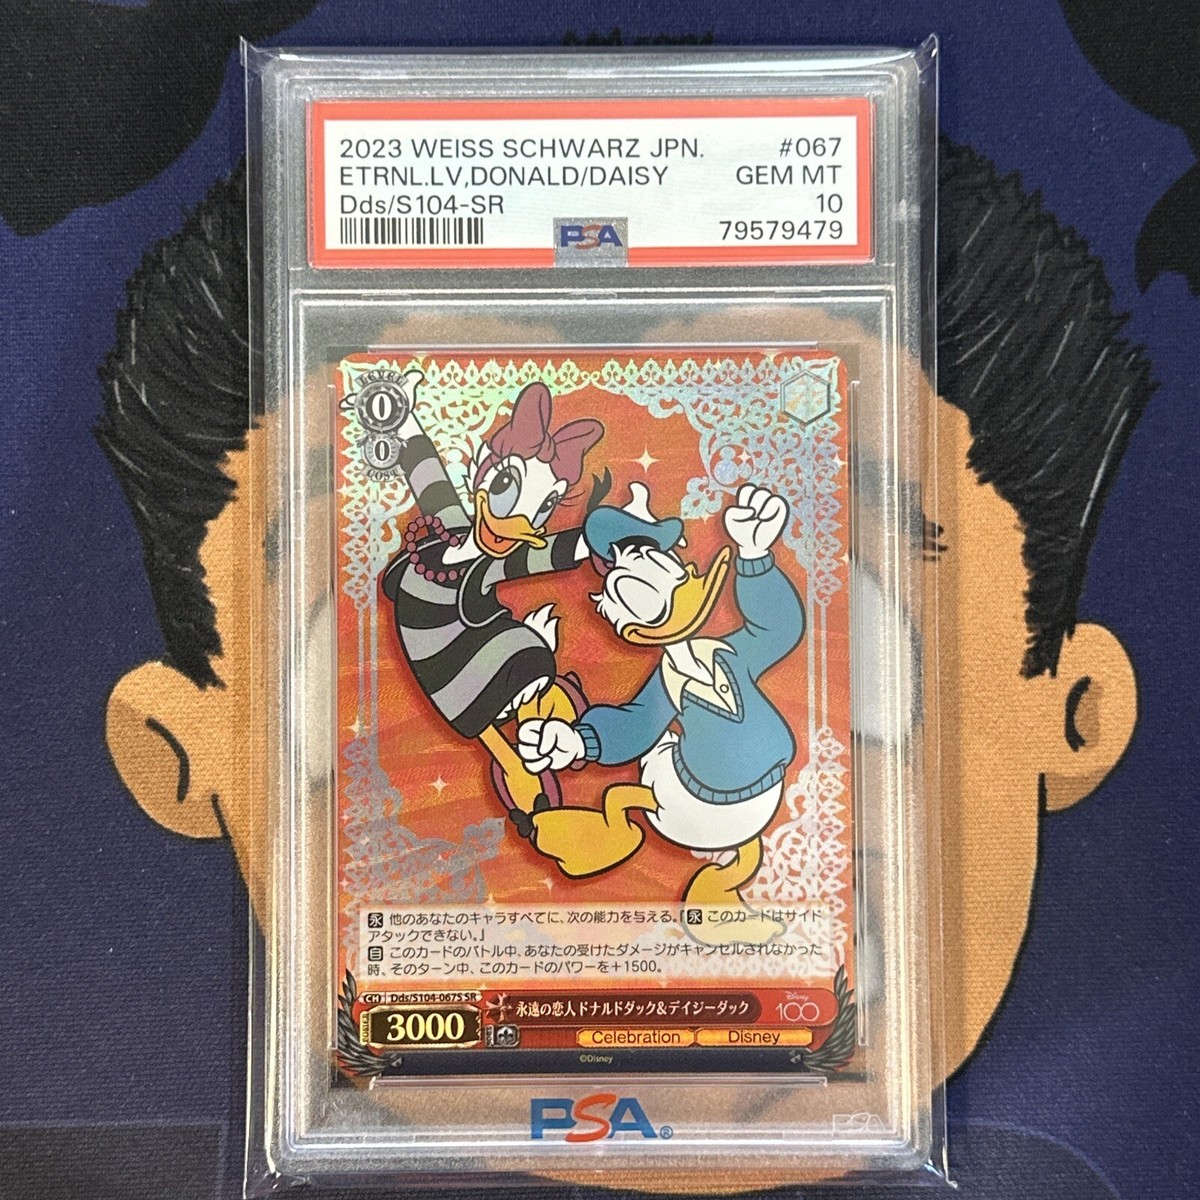 2023 WEISS SCHWARZ JPN. #067
ETRNL.LV,DONALD/DAISY GEM MT
Dds/S104-SR 10
PSA 79579479
LEVEL
0
0
COST
永 他のあなたのキャラすべてに、次の能力を与える。『永 このカードはサイド
アタックできない。』
自 このカードのバトル中、あなたの受けたダメージがキャンセルされなかった
時、そのターン中、このカードのパワーを+1500。
CH Dds/S104-067S SR
POWER 3000
永遠の恋人 ドナルドダック&デイジーダック
Disney 100
Celebration Disney
©Disney
PSA®
PSA